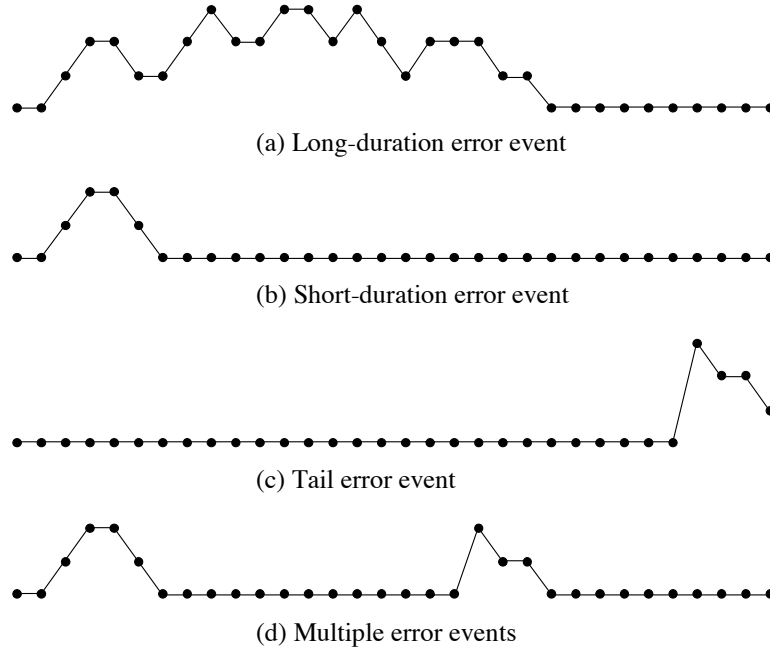 (a) Long-duration error event
(b) Short-duration error event
(c) Tail error event
(d) Multiple error events